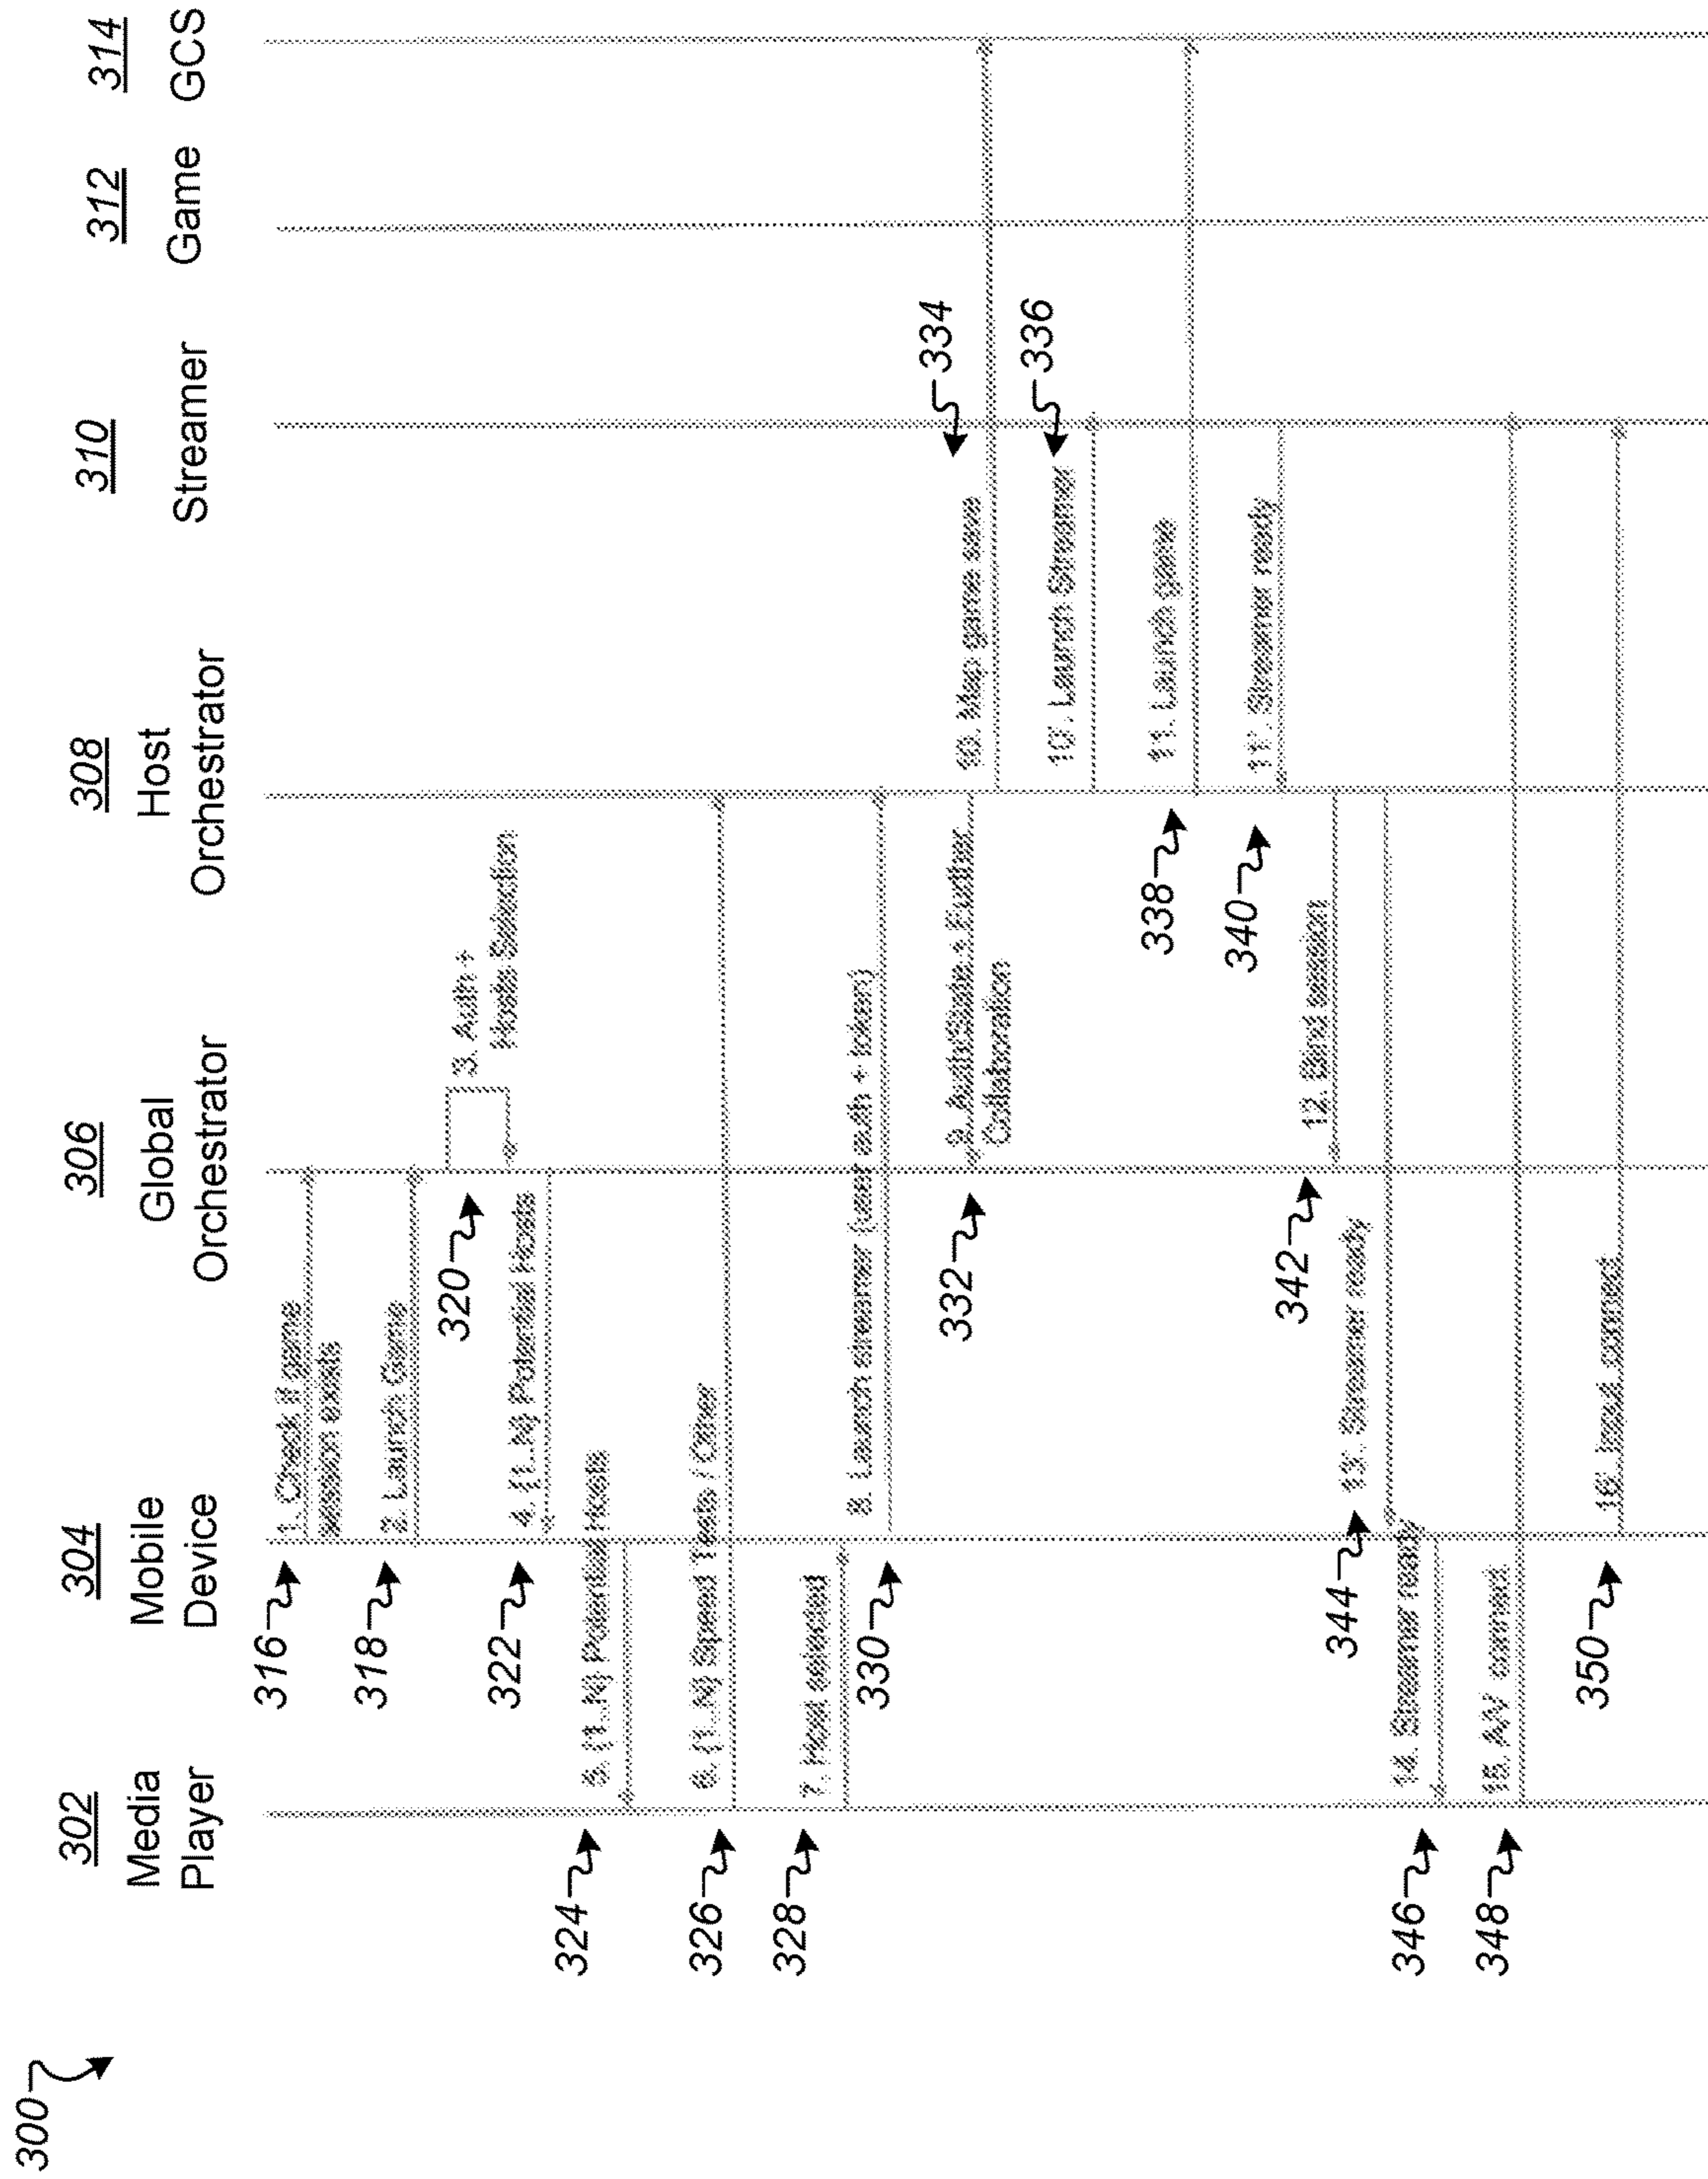 300
302
Media
Player
304
Mobile
Device
306
Global
Orchestrator
308
Host
Orchestrator
310
Streamer
312
Game
314
GCS
316
1. Check if game
session exists
318
2. Launch Game
320
3. Auth +
Hosts Selection
322
4. {1..N} Potential Hosts
324
5. {1..N} Potential Hosts
326
6. {1..N} Speed Tests / Other
328
7. Host selected
330
8. Launch streamer (user auth + token)
332
9. Auth/State + Further
Collaboration
334
10. Map game save
336
10'. Launch Streamer
338
11. Launch game
340
11'. Streamer ready
342
12. Bind session
344
13'. Streamer ready
346
14. Streamer ready
348
15. A/V connect
350
16'. Input connect